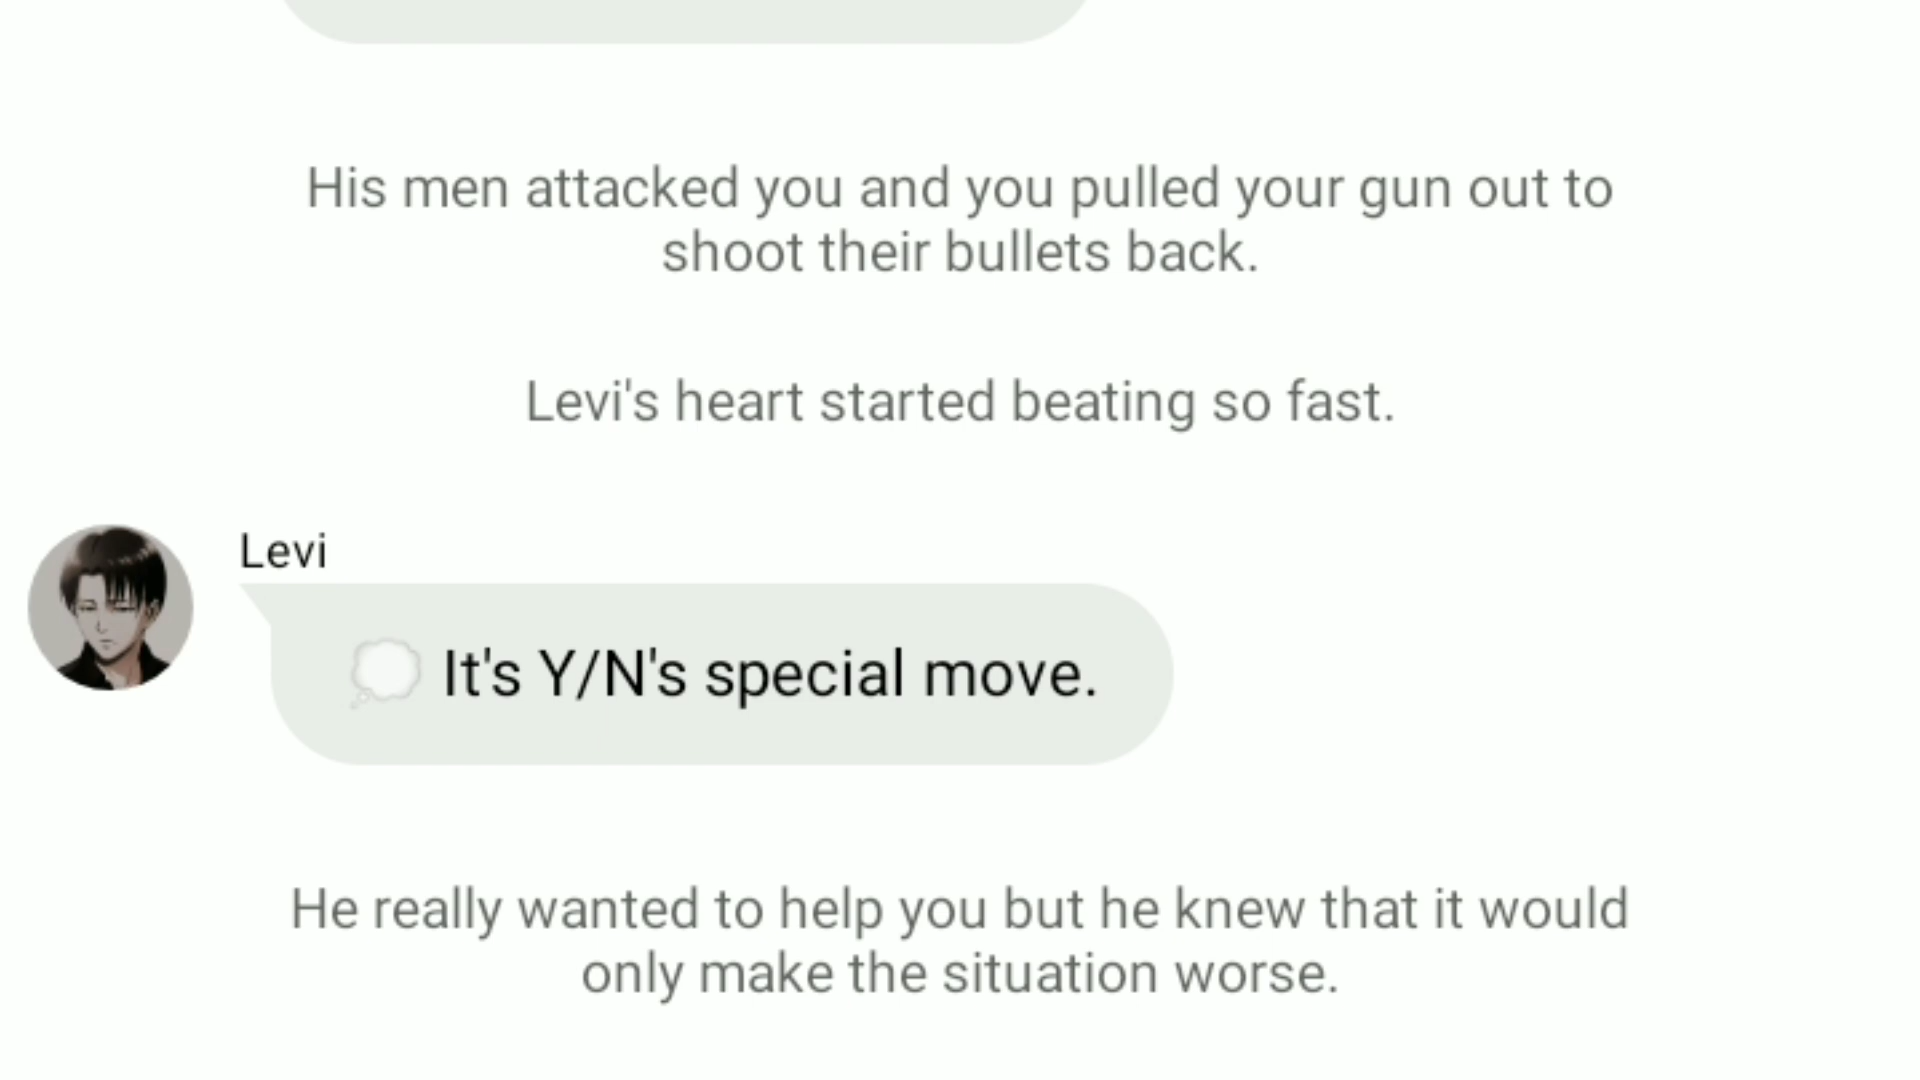 His men attacked you and you pulled your gun out to
shoot their bullets back.
Levi's heart started beating so fast.
Levi
💭 It's Y/N's special move.
He really wanted to help you but he knew that it would
only make the situation worse.